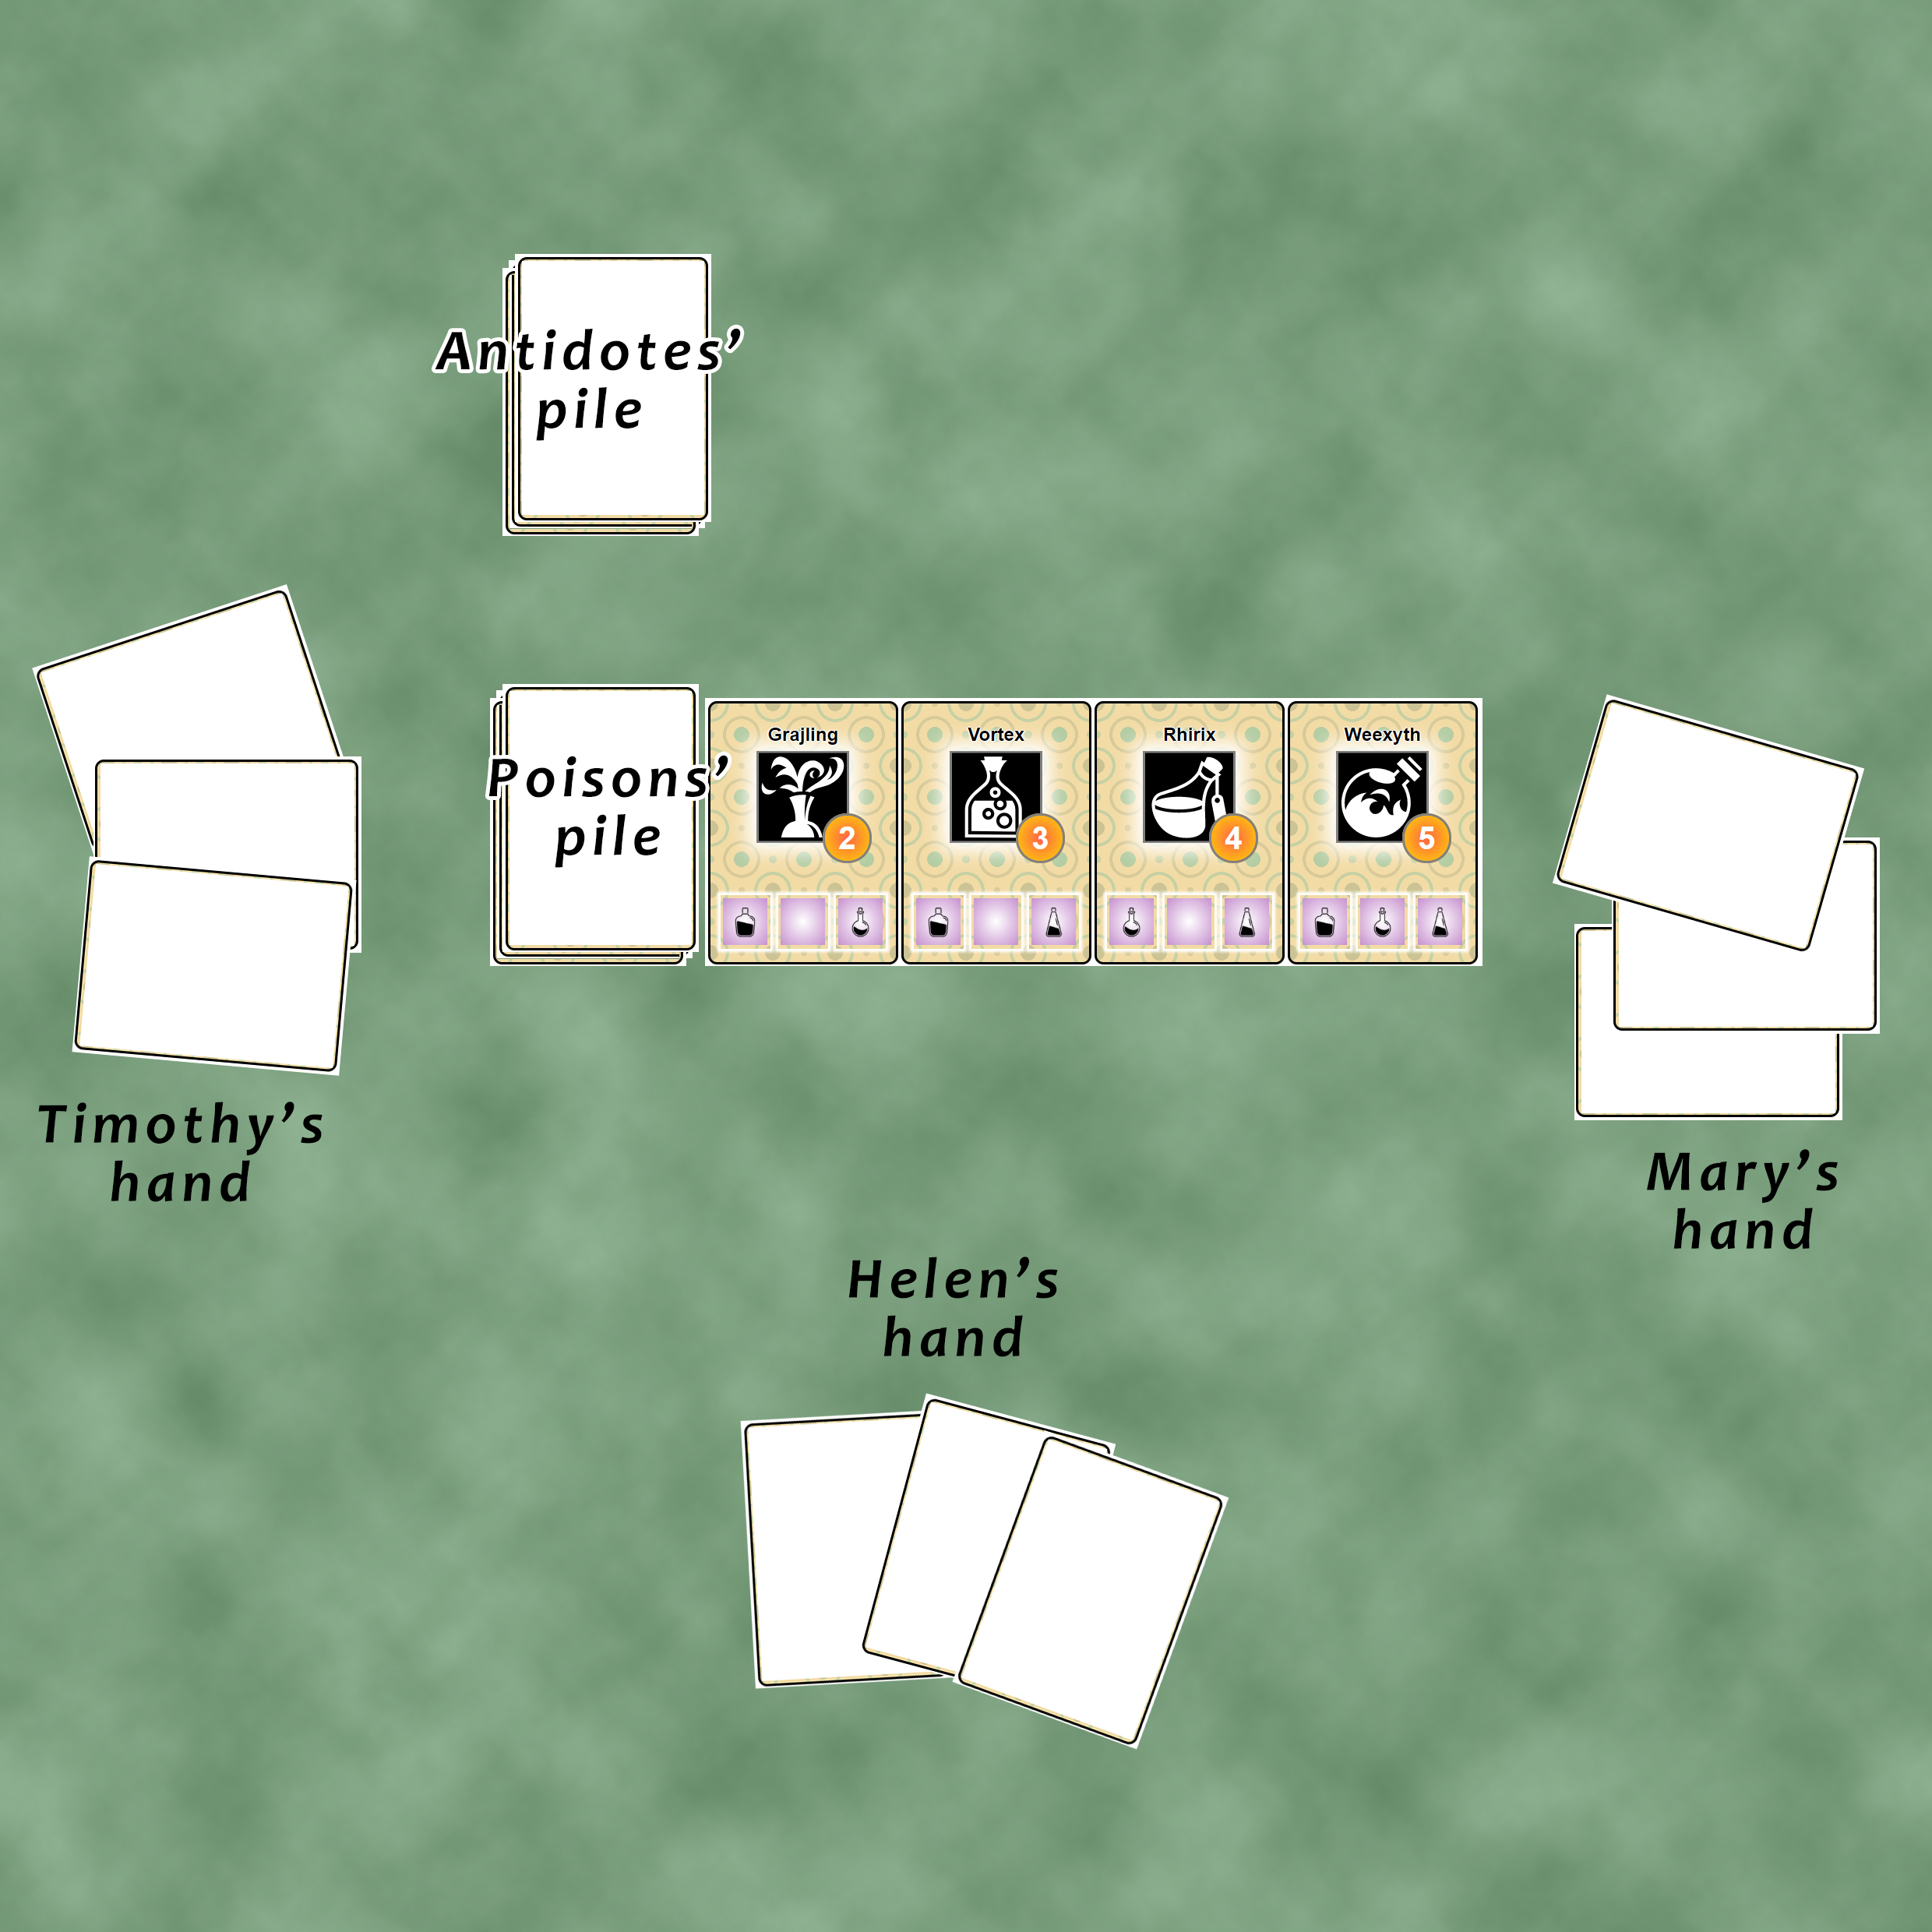 Antidotes’
pile
Poisons’
pile
Grajling
2
Vortex
3
Rhirix
4
Weexyth
5
Timothy’s
hand
Mary’s
hand
Helen’s
hand